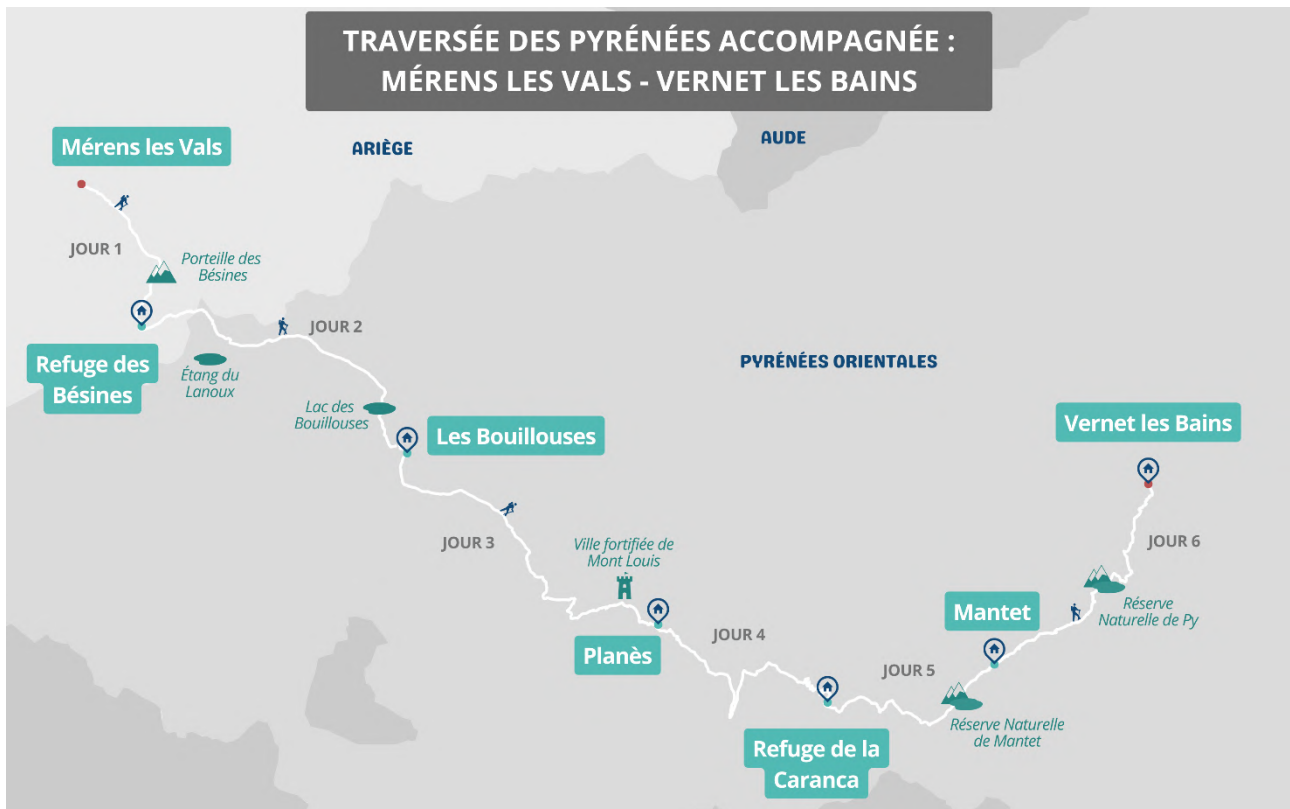 TRAVERSÉE DES PYRÉNÉES ACCOMPAGNÉE :
MÉRENS LES VALS - VERNET LES BAINS
Mérens les Vals
ARIÈGE
AUDE
JOUR 1
Porteille des
Bésines
Refuge des
Bésines
Étang du
Lanoux
JOUR 2
Lac des
Bouillouses
Les Bouillouses
PYRÉNÉES ORIENTALES
Vernet les Bains
JOUR 3
Ville fortifiée de
Mont Louis
Planès
JOUR 4
Refuge de la
Caranca
JOUR 5
Réserve Naturelle
de Mantet
Mantet
Réserve
Naturelle de Py
JOUR 6